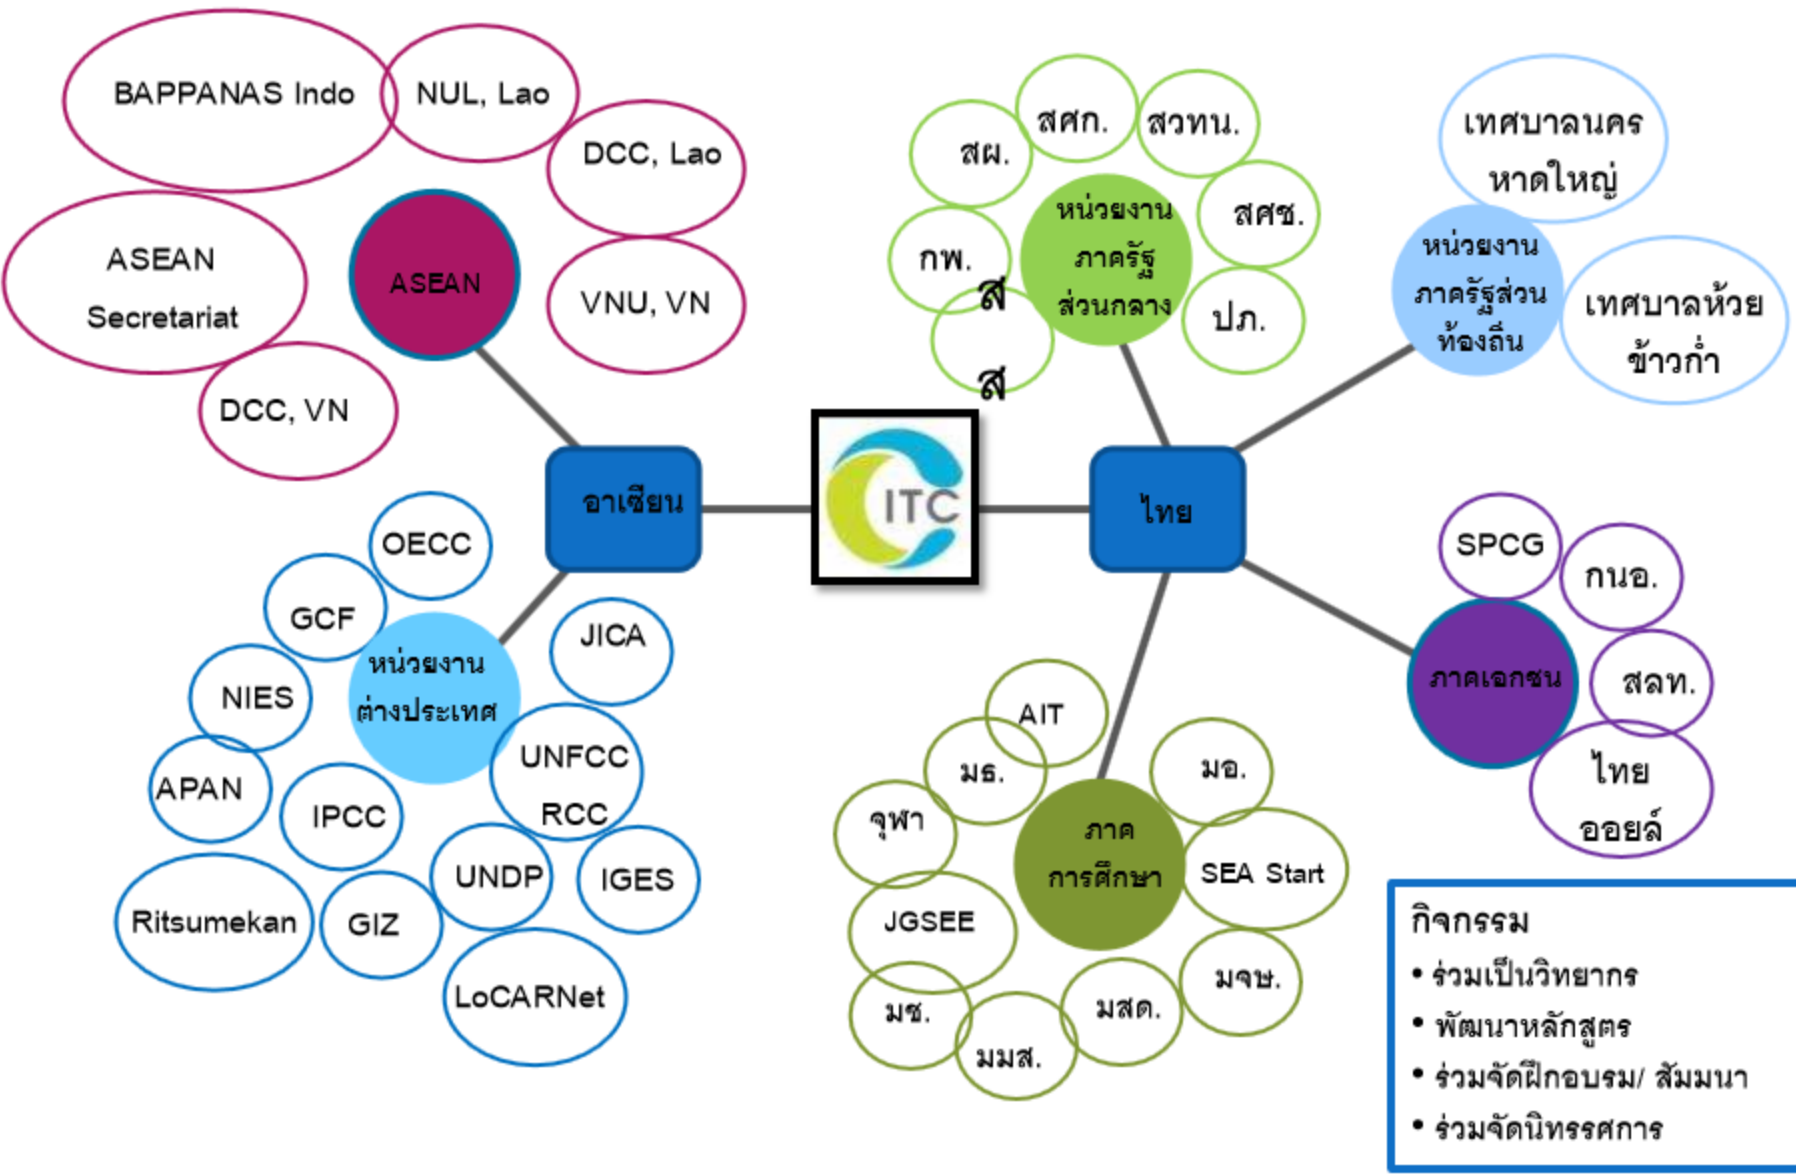 BAPPANAS Indo
NUL, Lao
DCC, Lao
VNU, VN
ASEAN
Secretariat
DCC, VN
ASEAN
อาเซียน
OECC
GCF
NIES
APAN
Ritsumekan
IPCC
GIZ
UNDP
LoCARNet
IGES
UNFCC
RCC
JICA
หน่วยงาน
ต่างประเทศ
ITC
ไทย
สผ.
สศก.
สวทน.
สศช.
ปภ.
กพ.
ส
ส
หน่วยงาน
ภาครัฐ
ส่วนกลาง
เทศบาลนคร
หาดใหญ่
หน่วยงาน
ภาครัฐส่วน
ท้องถิ่น
เทศบาลห้วย
ข้าวก่ำ
SPCG
กนอ.
สลท.
ไทย
ออยล์
ภาคเอกชน
AIT
มธ.
จุฬา
JGSEE
มช.
มมส.
มสด.
มจษ.
SEA Start
มอ.
ภาค
การศึกษา
กิจกรรม
• ร่วมเป็นวิทยากร
• พัฒนาหลักสูตร
• ร่วมจัดฝึกอบรม/ สัมมนา
• ร่วมจัดนิทรรศการ